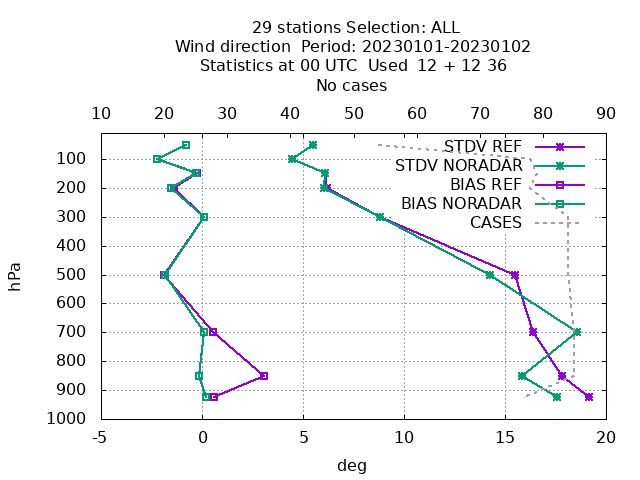 29 stations Selection: ALL
Wind direction  Period: 20230101-20230102
Statistics at 00 UTC  Used  12 + 12 36
No cases
10 20 30 40 50 60 70 80 90
STDV REF
STDV NORADAR
BIAS REF
BIAS NORADAR
CASES
hPa
100
200
300
400
500
600
700
800
900
1000
-5 0 5 10 15 20
deg